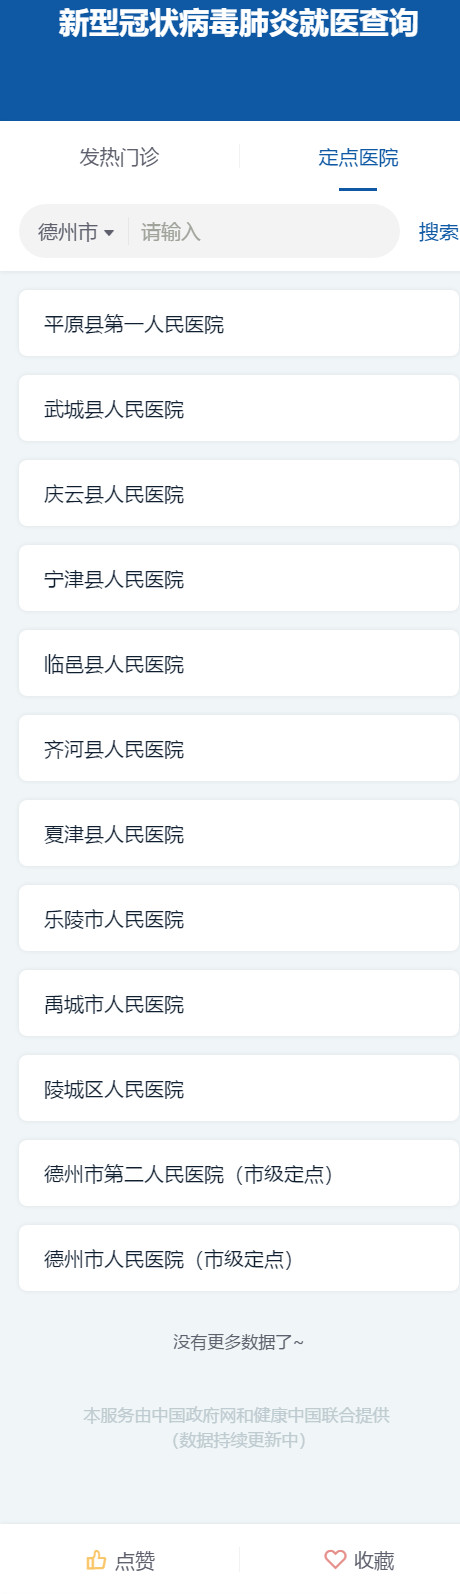 新型冠状病毒肺炎就医查询
发热门诊 定点医院
德州市 请输入 搜索
平原县第一人民医院
武城县人民医院
庆云县人民医院
宁津县人民医院
临邑县人民医院
齐河县人民医院
夏津县人民医院
乐陵市人民医院
禹城市人民医院
陵城区人民医院
德州市第二人民医院（市级定点）
德州市人民医院（市级定点）
没有更多数据了~
本服务由中国政府网和健康中国联合提供
（数据持续更新中）
点赞 收藏